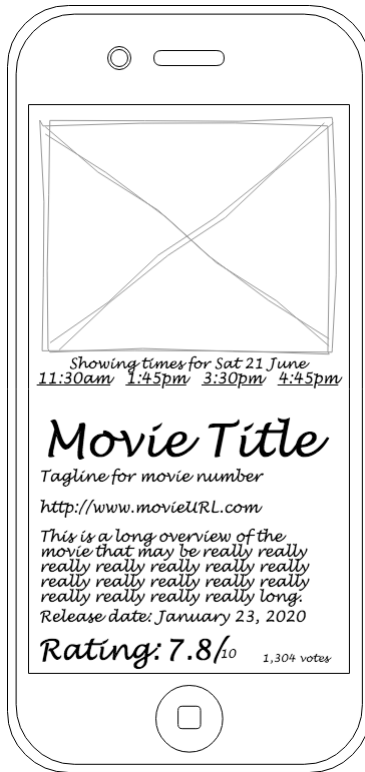 Showing times for Sat 21 June
11:30am 1:45pm 3:30pm 4:45pm
Movie Title
Tagline for movie number
http://www.movieURL.com
This is a long overview of the
movie that may be really really
really really really really really
really really really really really
really really really really long.
Release date: January 23, 2020
Rating: 7.8/10 1,304 votes